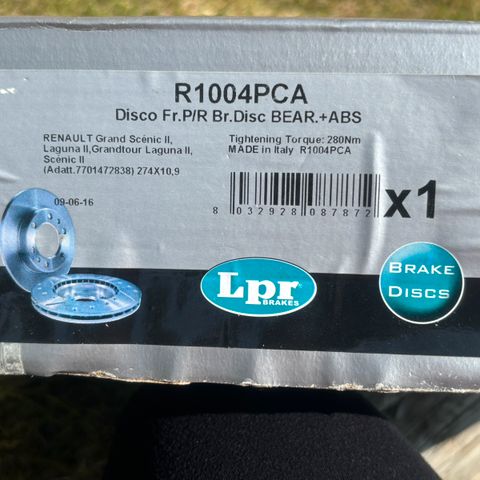 R1004PCA
Disco Fr.P/R Br.Disc BEAR.+ABS
RENAULT Grand Scénic II,
Laguna II,Grandtour Laguna II,
Scénic II
(Adatt.7701472838) 274X10,9
09-06-16
Tightening Torque: 280Nm
MADE in Italy R1004PCA
8 032928 087872
x1
Lpr
BRAKES
BRAKE
DISCS